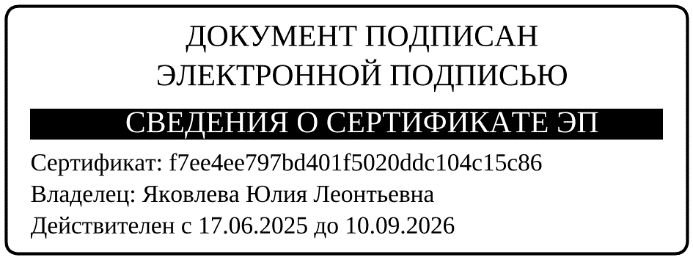 ДОКУМЕНТ ПОДПИСАН
ЭЛЕКТРОННОЙ ПОДПИСЬЮ
СВЕДЕНИЯ О СЕРТИФИКАТЕ ЭП
Сертификат: f7ee4ee797bd401f5020ddc104c15c86
Владелец: Яковлева Юлия Леонтьевна
Действителен с 17.06.2025 до 10.09.2026